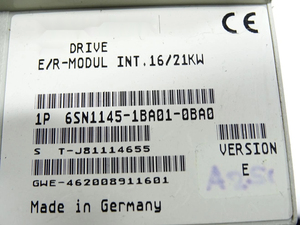 DRIVE
E/R-MODUL INT.16/21KW
CE
1P 6SN1145-1BA01-0BA0
S T-J81114655
VERSION
E
GWE-462008911601
Made in Germany